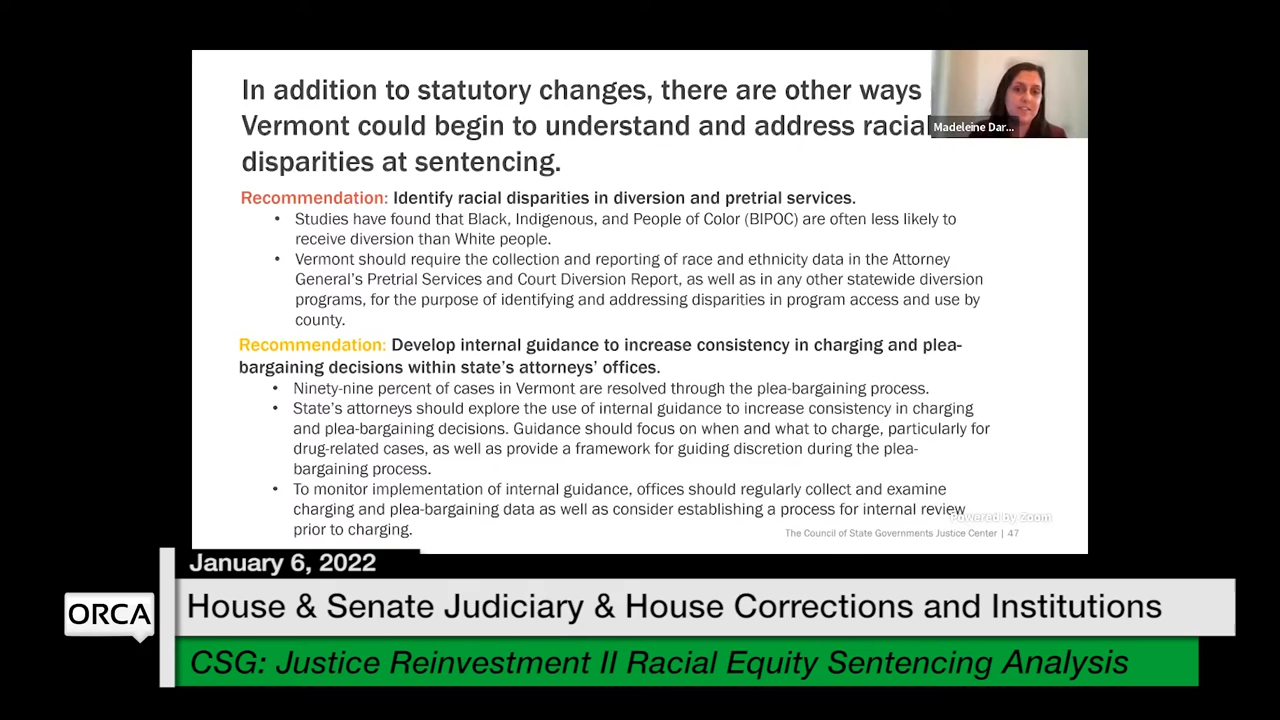 In addition to statutory changes, there are other ways
Vermont could begin to understand and address racial
disparities at sentencing.
Madeleine Dar...
Recommendation: Identify racial disparities in diversion and pretrial services.
• Studies have found that Black, Indigenous, and People of Color (BIPOC) are often less likely to
receive diversion than White people.
• Vermont should require the collection and reporting of race and ethnicity data in the Attorney
General's Pretrial Services and Court Diversion Report, as well as in any other statewide diversion
programs, for the purpose of identifying and addressing disparities in program access and use by
county.
Recommendation: Develop internal guidance to increase consistency in charging and plea-
bargaining decisions within state's attorneys' offices.
• Ninety-nine percent of cases in Vermont are resolved through the plea-bargaining process.
• State's attorneys should explore the use of internal guidance to increase consistency in charging
and plea-bargaining decisions. Guidance should focus on when and what to charge, particularly for
drug-related cases, as well as provide a framework for guiding discretion during the plea-
bargaining process.
• To monitor implementation of internal guidance, offices should regularly collect and examine
charging and plea-bargaining data as well as consider establishing a process for internal review
prior to charging.
Powered by Zoom
The Council of State Governments Justice Center | 47
January 6, 2022
ORCA
House & Senate Judiciary & House Corrections and Institutions
CSG: Justice Reinvestment II Racial Equity Sentencing Analysis